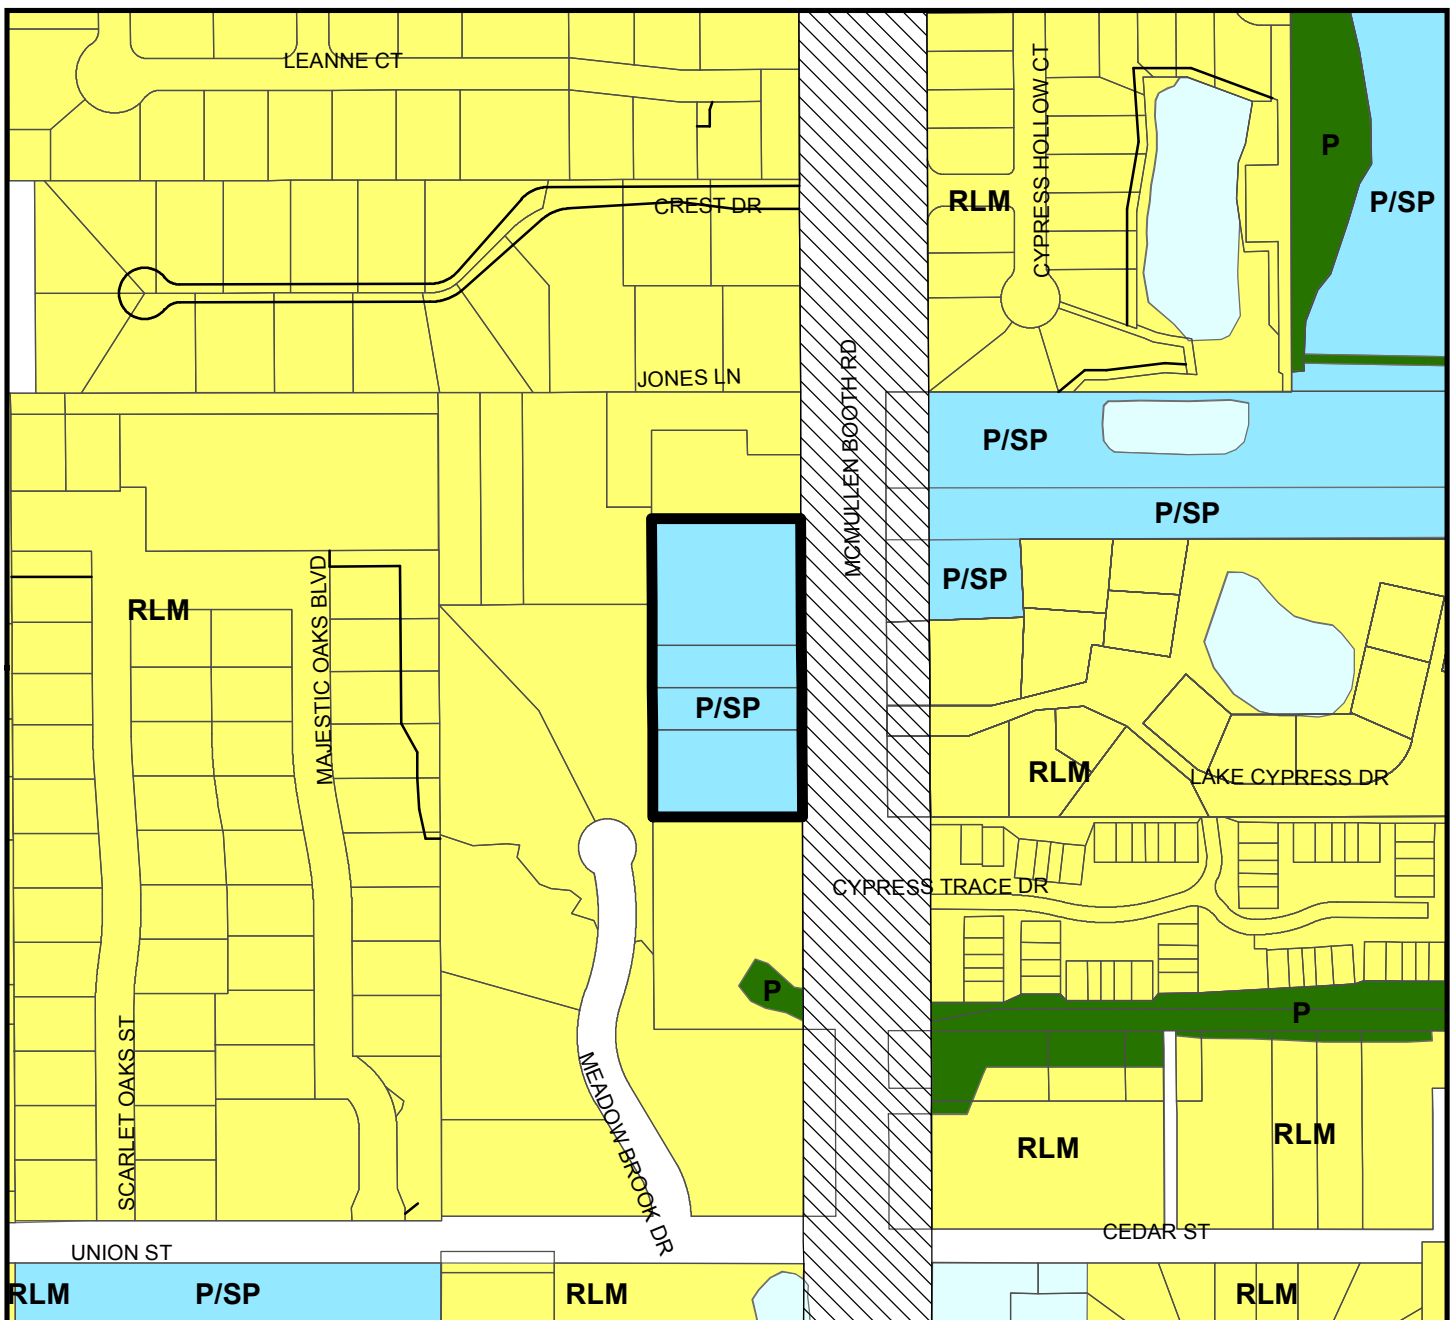 LEANNE CT
CYPRESS HOLLOW CT
P
RLM
P/SP
CREST DR
JONES LN
MCMULLEN BOOTH RD
P/SP
P/SP
P/SP
RLM
MAJESTIC OAKS BLVD
P/SP
RLM
LAKE CYPRESS DR
CYPRESS TRACE DR
P
P
SCARLET OAKS ST
MEADOW BROOK DR
RLM
RLM
CEDAR ST
UNION ST
RLM
P/SP
RLM
RLM